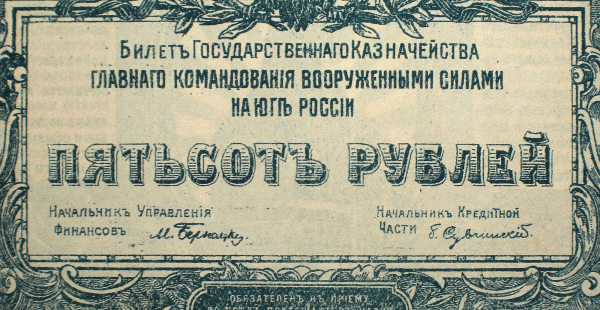 Билетъ Государственнаго Казначейства
ГЛАВНАГО КОМАНДОВАНІЯ ВООРУЖЕННЫМИ СИЛАМИ
НА ЮГѢ РОССІИ
ПЯТЬСОТЪ РУБЛЕЙ
Начальникъ Управленія
Финансовъ
Начальникъ Кредитной
Части
ОБЯЗАТЕЛЕНЪ КЪ ПРІЕМУ